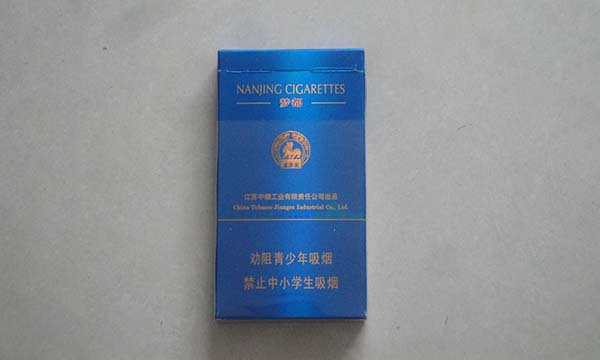 NANJING CIGARETTES
梦都
江苏中烟工业有限责任公司出品
China Tobacco Jiangsu Industrial Co., Ltd.
劝阻青少年吸烟
禁止中小学生吸烟